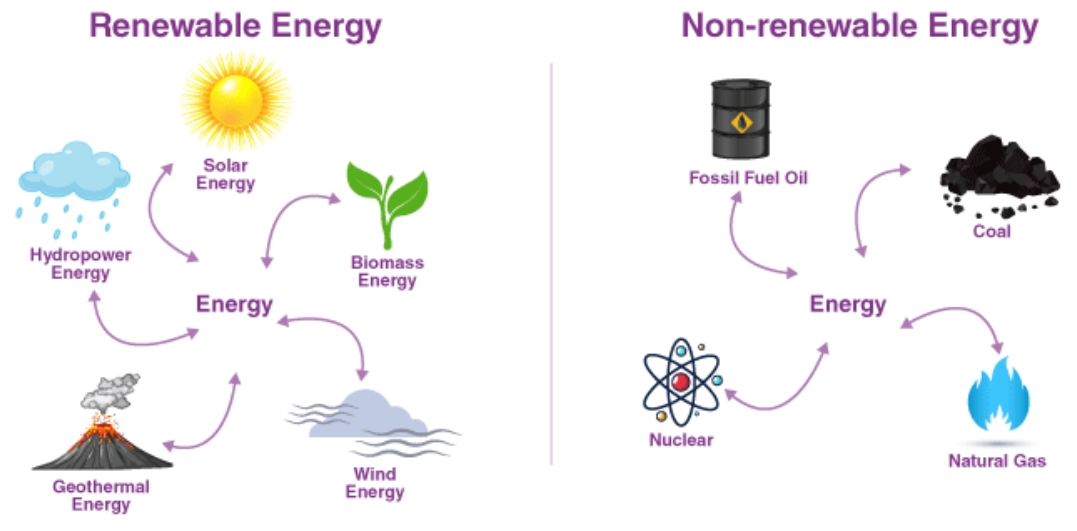 Renewable Energy
Solar
Energy
Hydropower
Energy
Biomass
Energy
Energy
Geothermal
Energy
Wind
Energy
Non-renewable Energy
Fossil Fuel Oil
Coal
Energy
Nuclear
Natural Gas